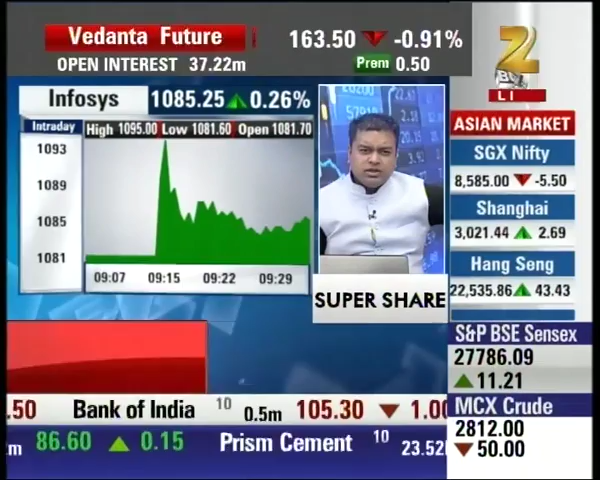 Vedanta Future
163.50 -0.91%
OPEN INTEREST 37.22m
Prem 0.50
LI
Infosys 1085.25 0.26%
Intraday High 1095.00 Low 1081.60 Open 1081.70
1093
1089
1085
1081
09:07 09:15 09:22 09:29
SUPER SHARE
ASIAN MARKET
SGX Nifty
8,585.00 -5.50
Shanghai
3,021.44 2.69
Hang Seng
22,535.86 43.43
S&P BSE Sensex
27786.09
11.21
MCX Crude
2812.00
50.00
.50 Bank of India 10 0.5m 105.30 1.00
m 86.60 0.15 Prism Cement 10 23.52